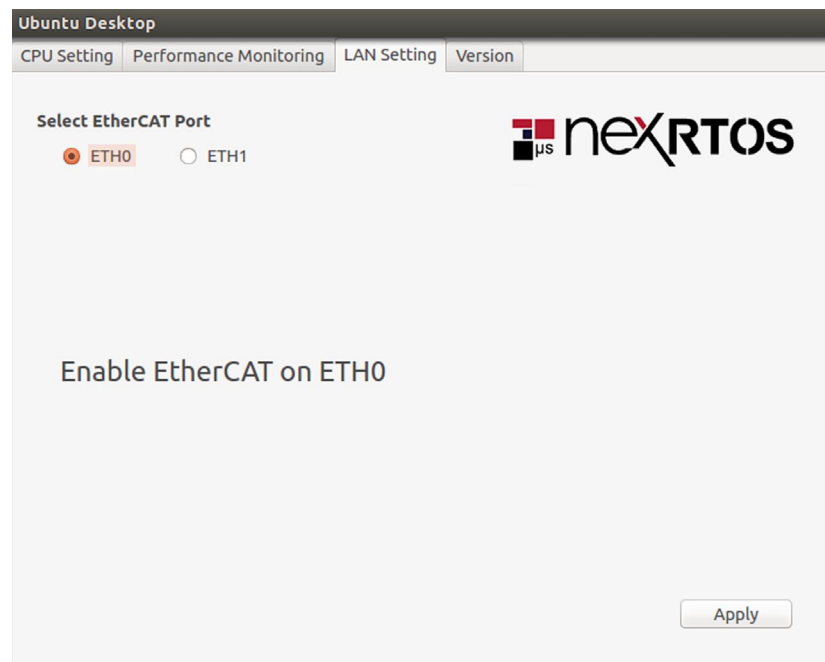 Ubuntu Desktop
CPU Setting Performance Monitoring LAN Setting Version
Select EtherCAT Port
ETH0 ETH1
µs nexRTOS
Enable EtherCAT on ETH0
Apply